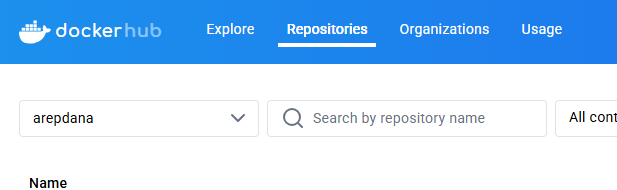 dockerhub Explore Repositories Organizations Usage
arepdana Search by repository name All cont
Name